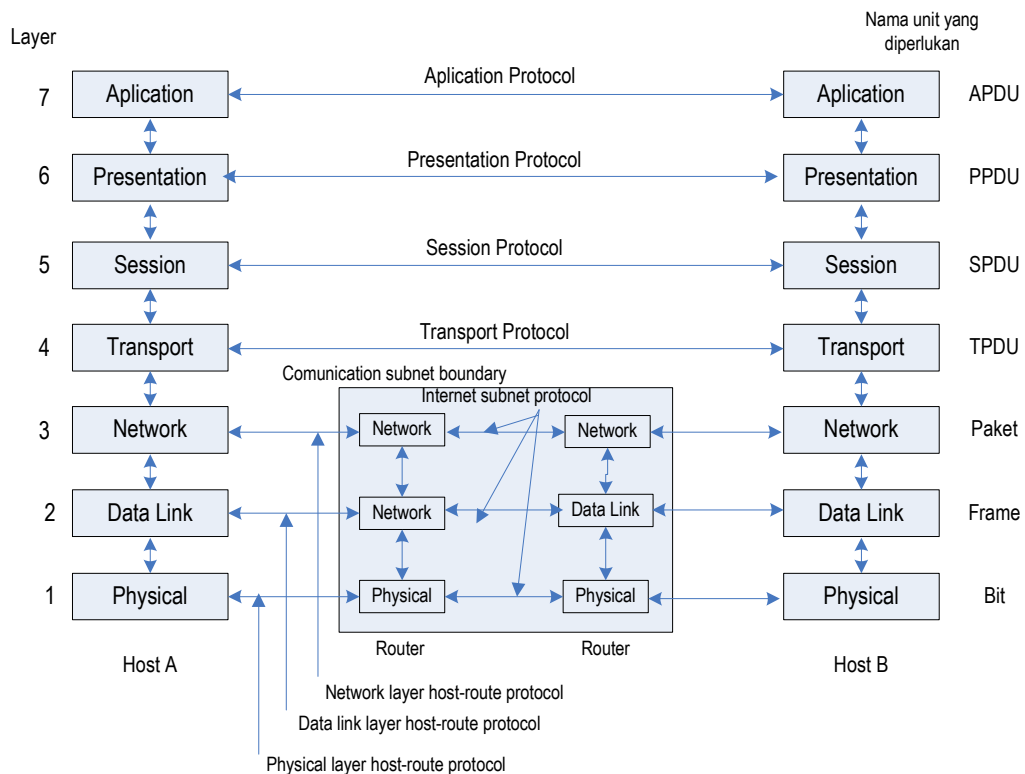 Layer
Nama unit yang
diperlukan
Aplication Protocol
7
Aplication
Aplication
APDU
Presentation Protocol
6
Presentation
Presentation
PPDU
Session Protocol
5
Session
Session
SPDU
Transport Protocol
4
Transport
Transport
TPDU
Comunication subnet boundary
Internet subnet protocol
3
Network
Network
Network
Network
Paket
2
Data Link
Network
Data Link
Data Link
Frame
1
Physical
Physical
Physical
Physical
Bit
Router
Router
Host A
Host B
Network layer host-route protocol
Data link layer host-route protocol
Physical layer host-route protocol